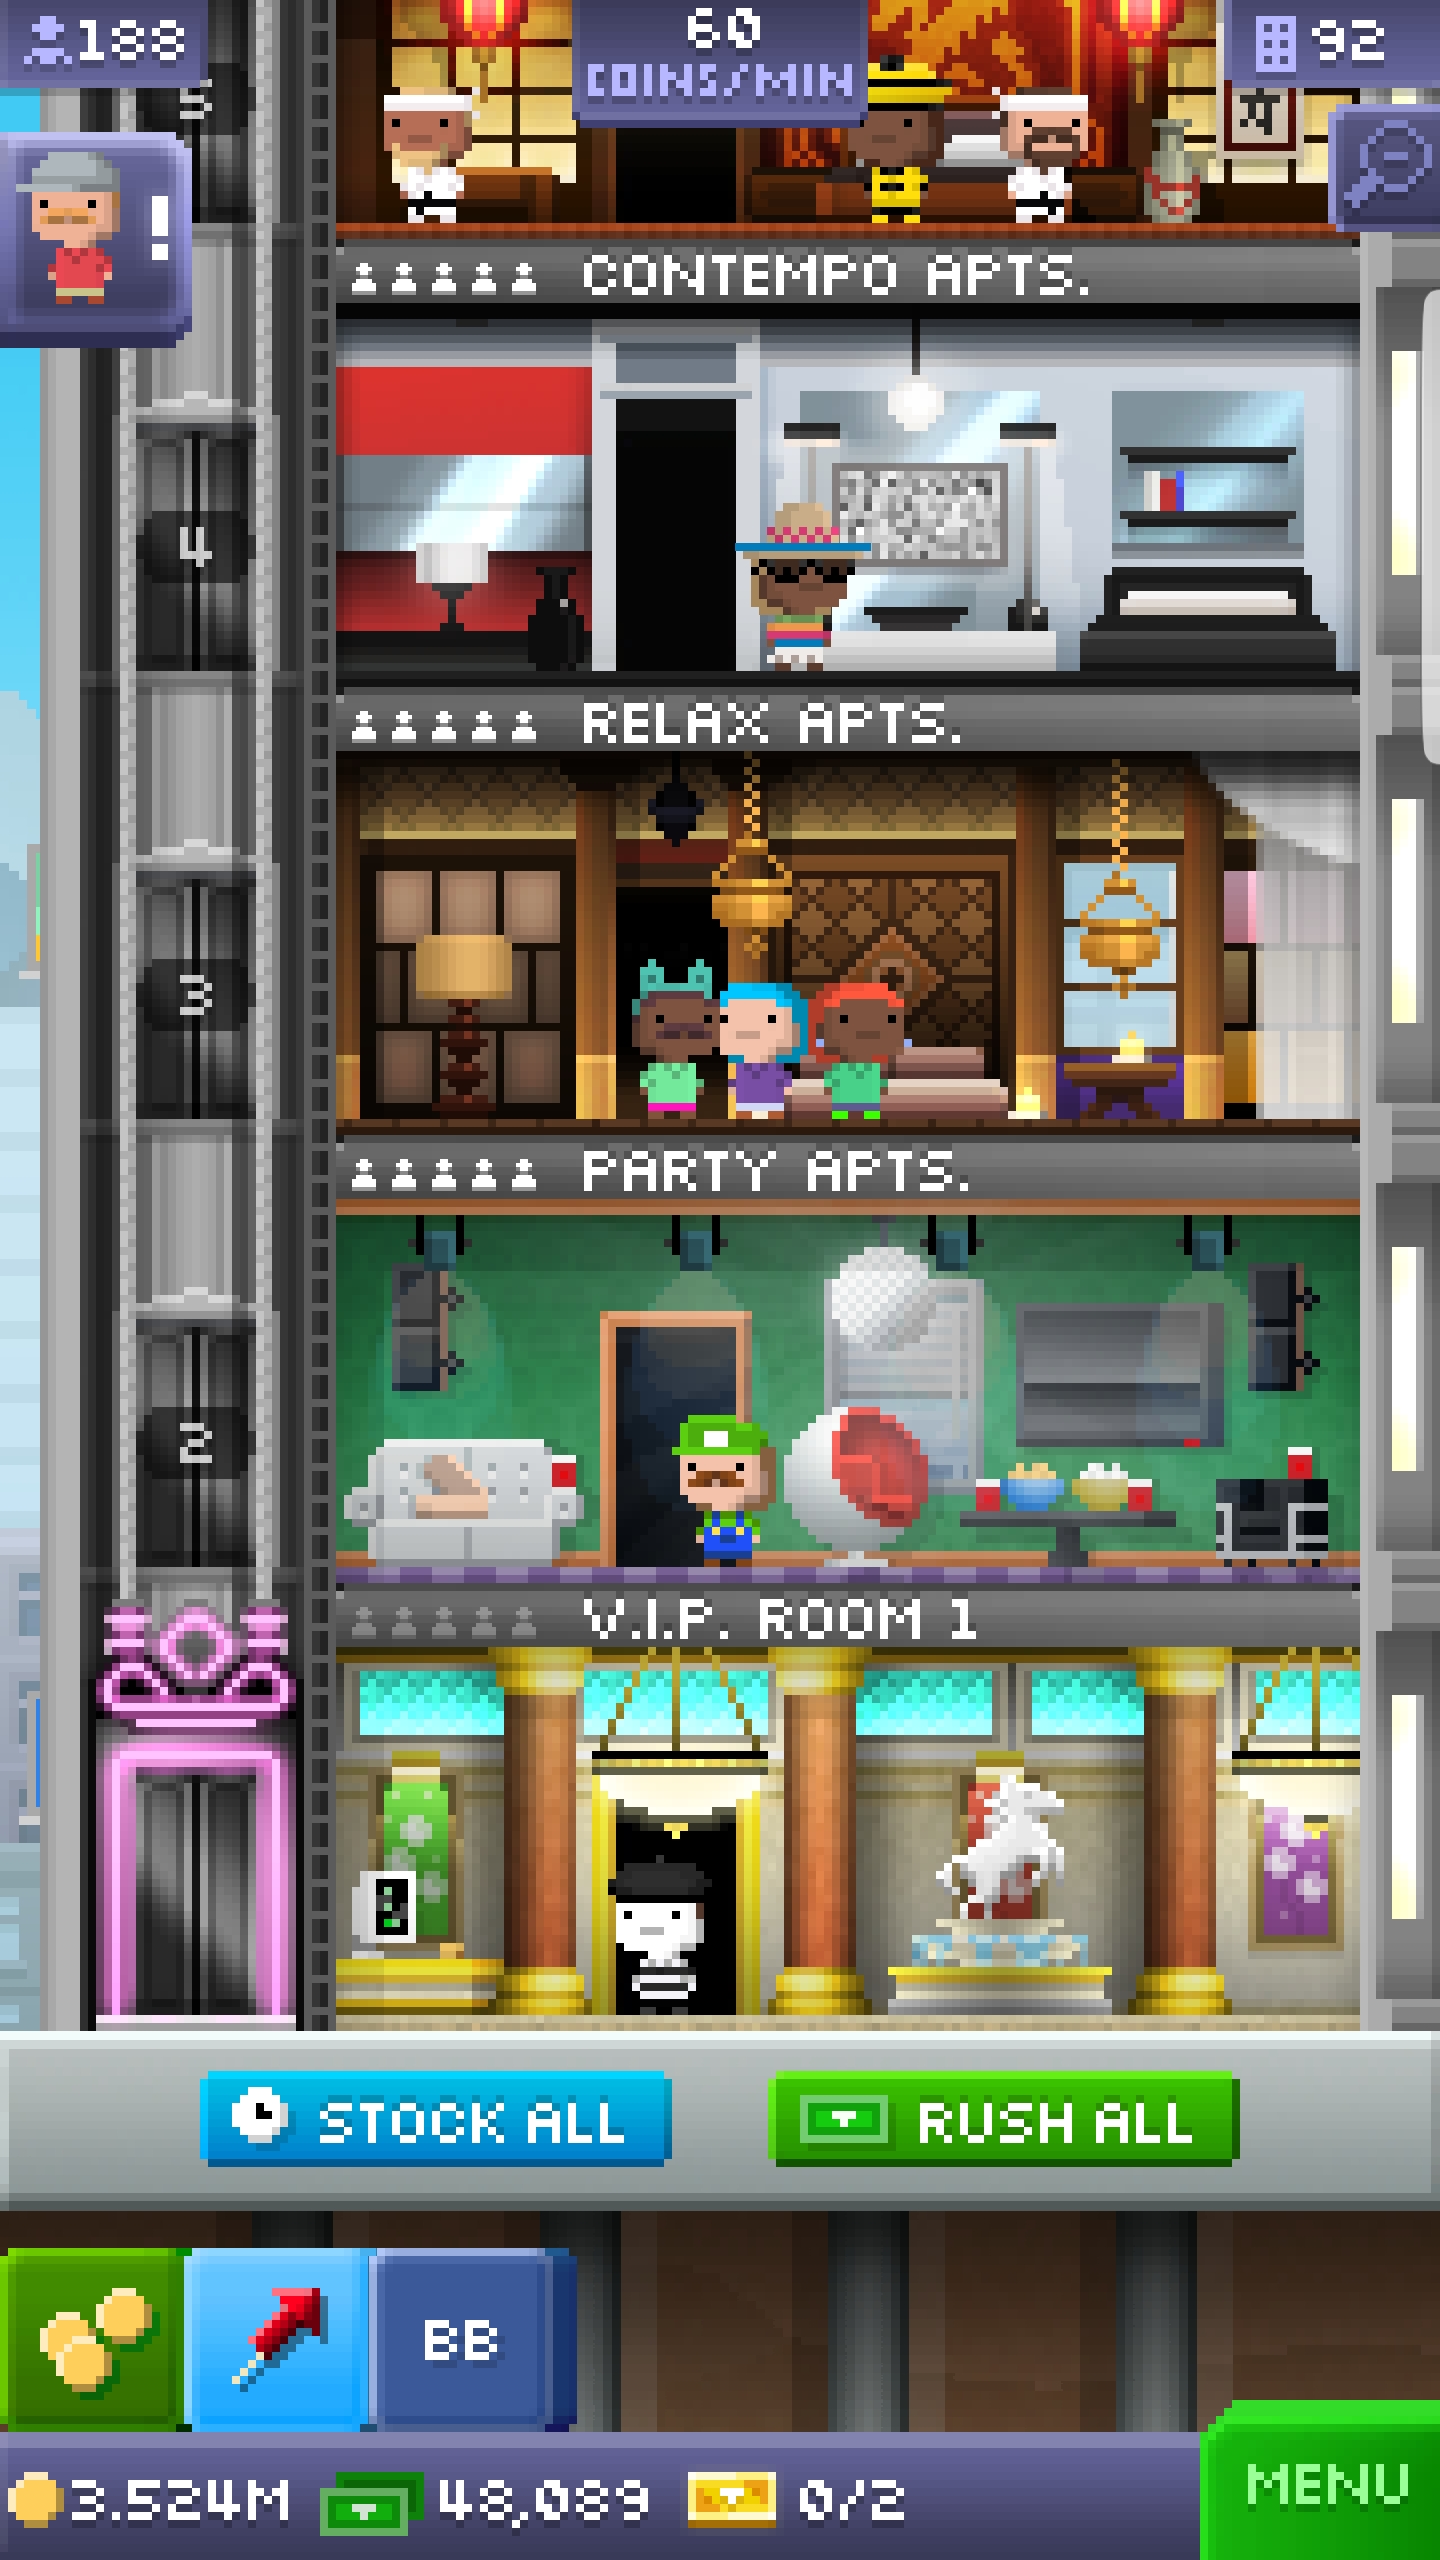 188
60
COINS/MIN
92
5
!
CONTEMPO APTS.
4
RELAX APTS.
3
PARTY APTS.
2
V.I.P. ROOM 1
STOCK ALL
RUSH ALL
BB
3.524M
48,089
0/2
MENU